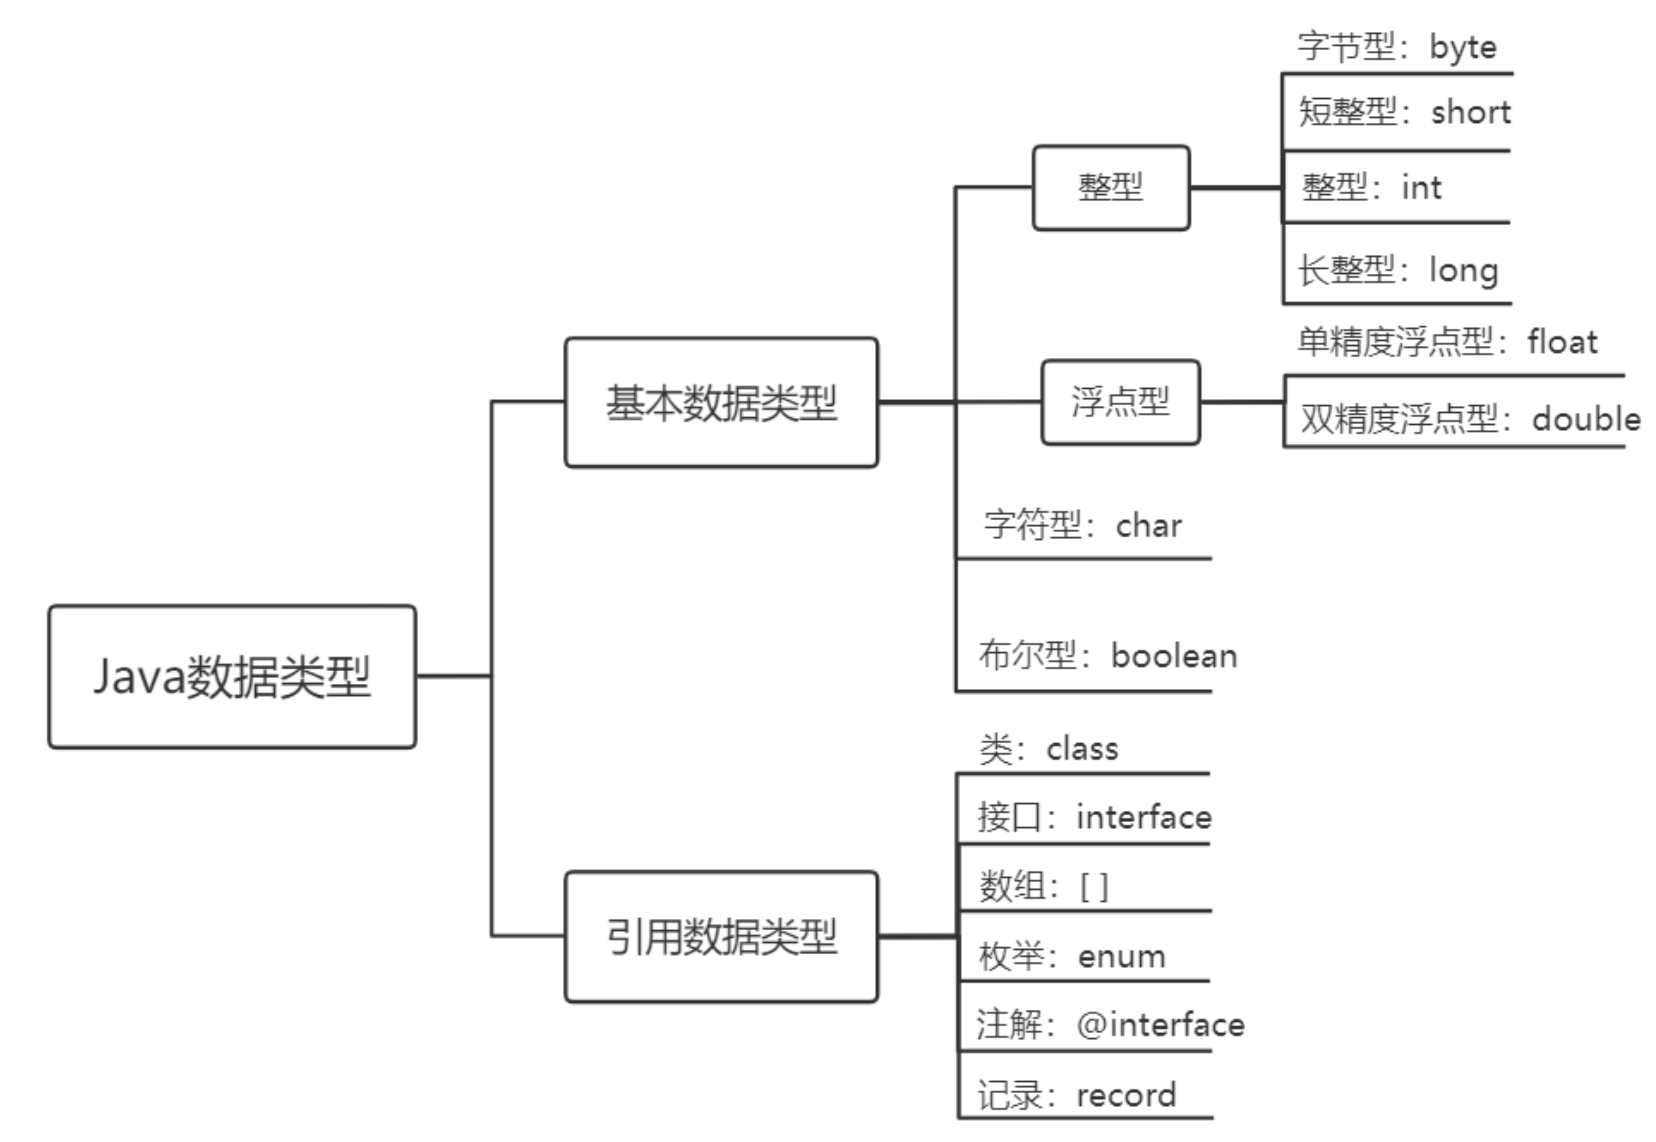 字节型：byte
短整型：short
整型
整型：int
长整型：long
单精度浮点型：float
基本数据类型
浮点型
双精度浮点型：double
字符型：char
布尔型：boolean
Java数据类型
类：class
接口：interface
数组：[ ]
引用数据类型
枚举：enum
注解：@interface
记录：record